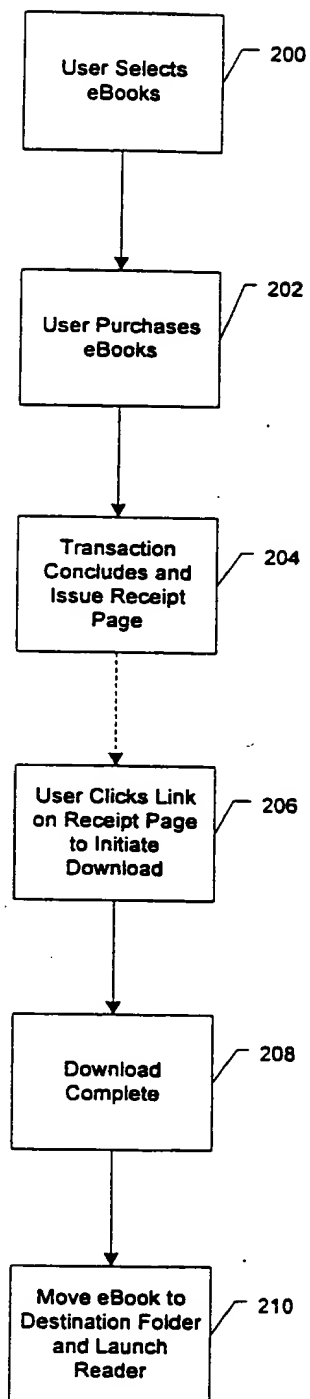 User Selects
eBooks
200
User Purchases
eBooks
202
Transaction
Concludes and
Issue Receipt
Page
204
User Clicks Link
on Receipt Page
to Initiate
Download
206
Download
Complete
208
Move eBook to
Destination Folder
and Launch
Reader
210